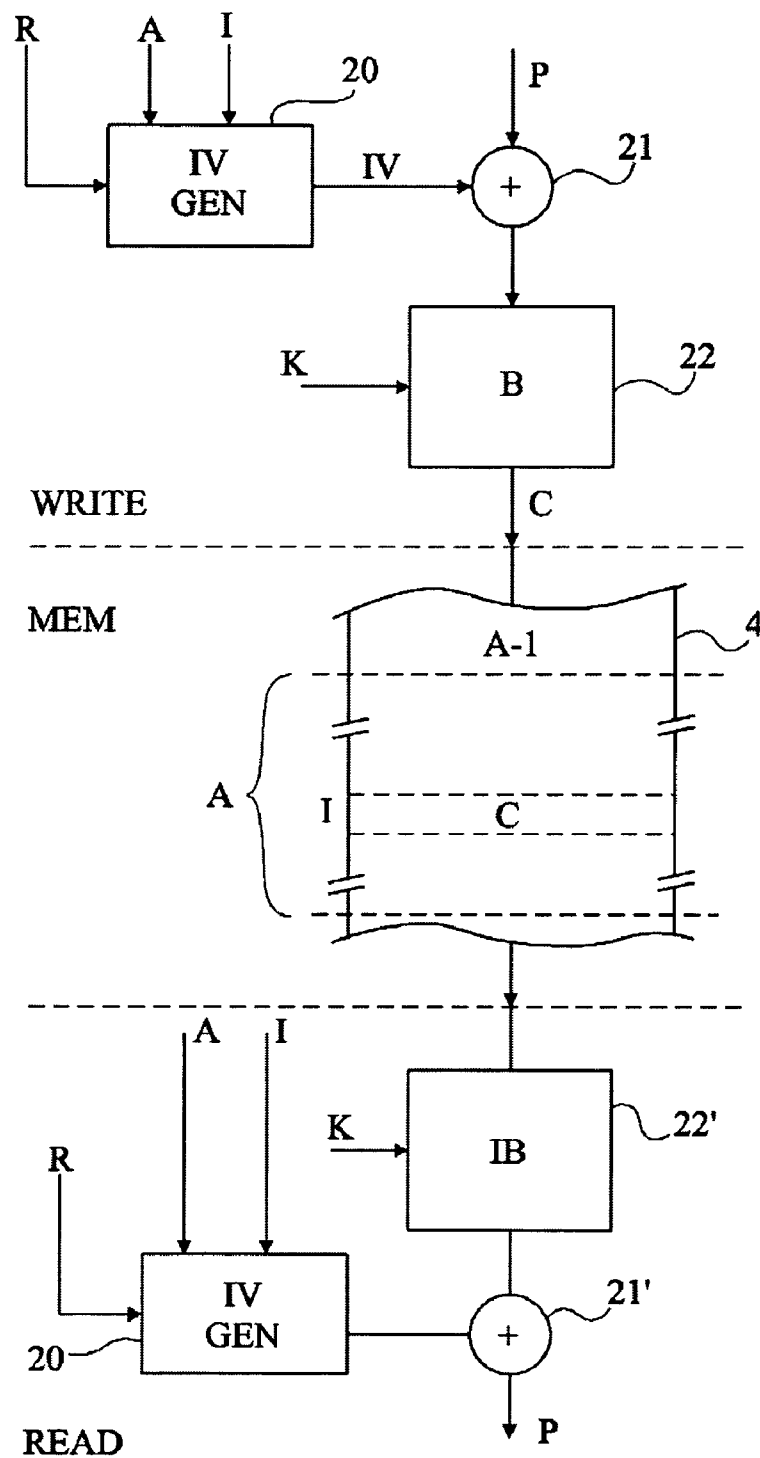 R A I
20
P
IV
GEN
IV
+
21
K
B
22
WRITE
C
MEM
A-1
4
A
I
C
A I
K
IB
22'
R
IV
GEN
20
+
21'
READ
P